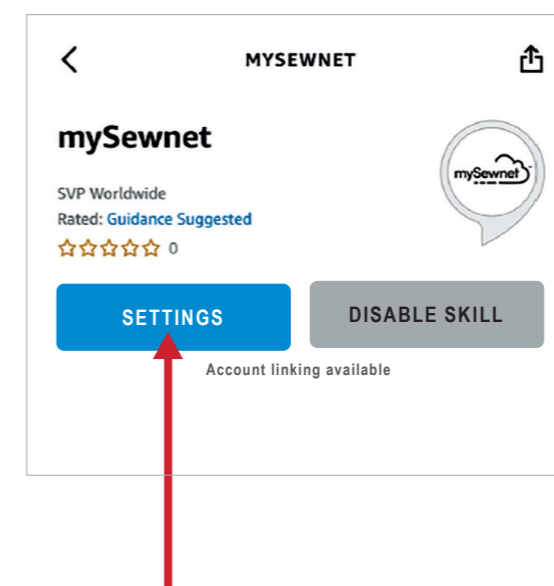 MYSEWNET
mySewnet
mySewnet
SVP Worldwide
Rated: Guidance Suggested
0
SETTINGS
DISABLE SKILL
Account linking available